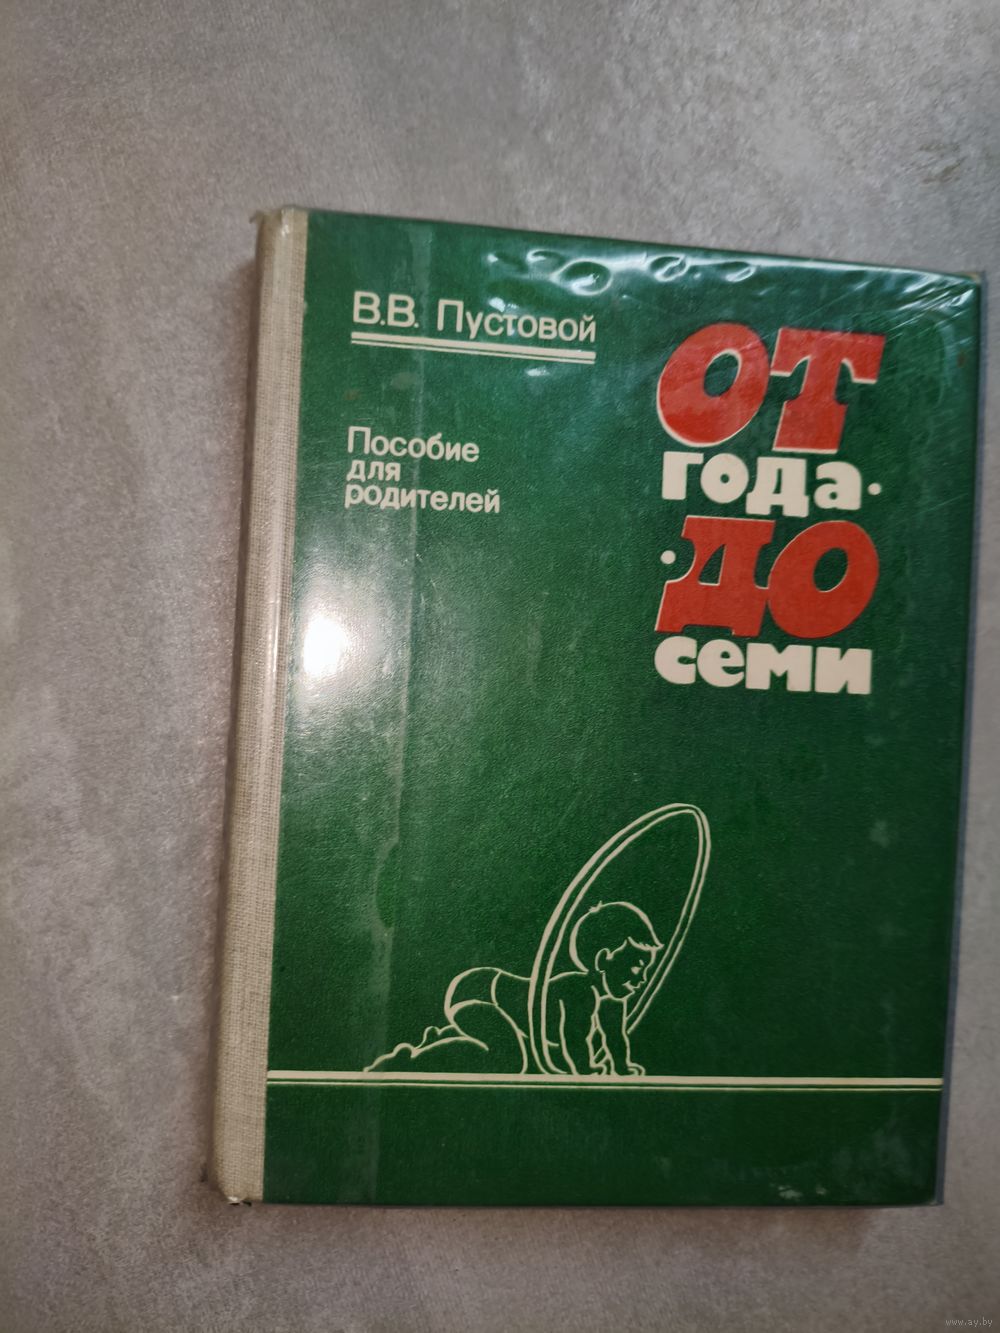 В.В. Пустовой
Пособие
для
родителей
ОТ
года·
·ДО
семи
www.ay.by